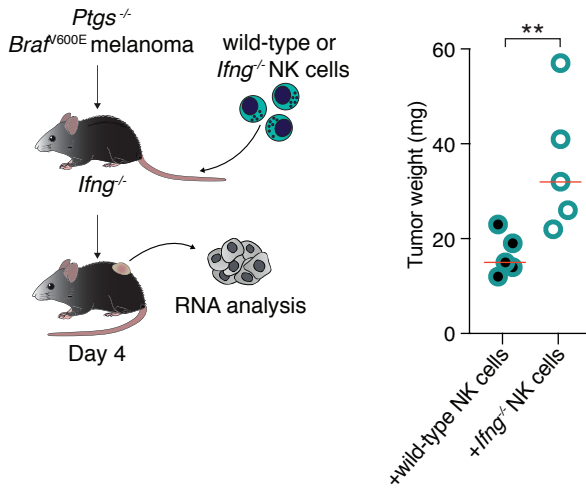 Ptgs-/-
BrafV600E melanoma
wild-type or
Ifng-/- NK cells
Ifng-/-
RNA analysis
Day 4
**
Tumor weight (mg)
60
40
20
0
+wild-type NK cells
+Ifng-/- NK cells